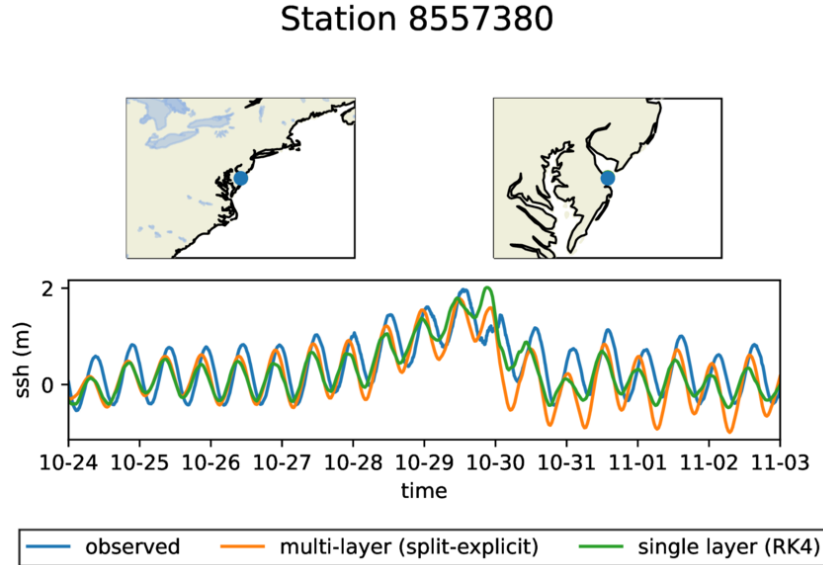 Station 8557380
2
0
ssh (m)
10-24 10-25 10-26 10-27 10-28 10-29 10-30 10-31 11-01 11-02 11-03
time
observed multi-layer (split-explicit) single layer (RK4)